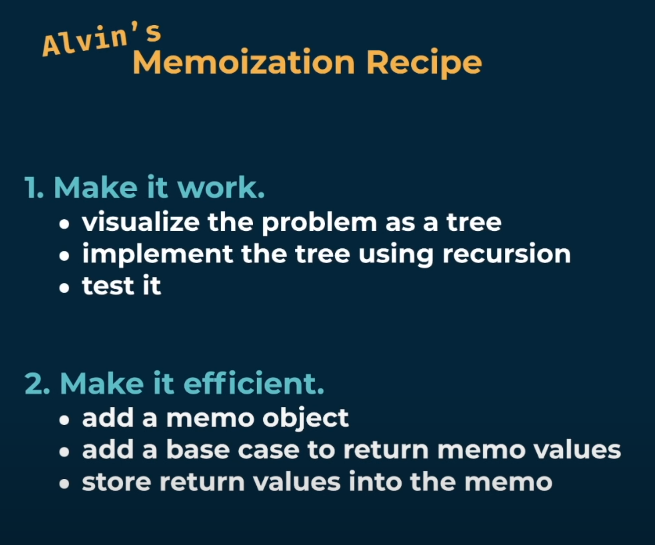 Alvin's
Memoization Recipe
1. Make it work.
• visualize the problem as a tree
• implement the tree using recursion
• test it
2. Make it efficient.
• add a memo object
• add a base case to return memo values
• store return values into the memo